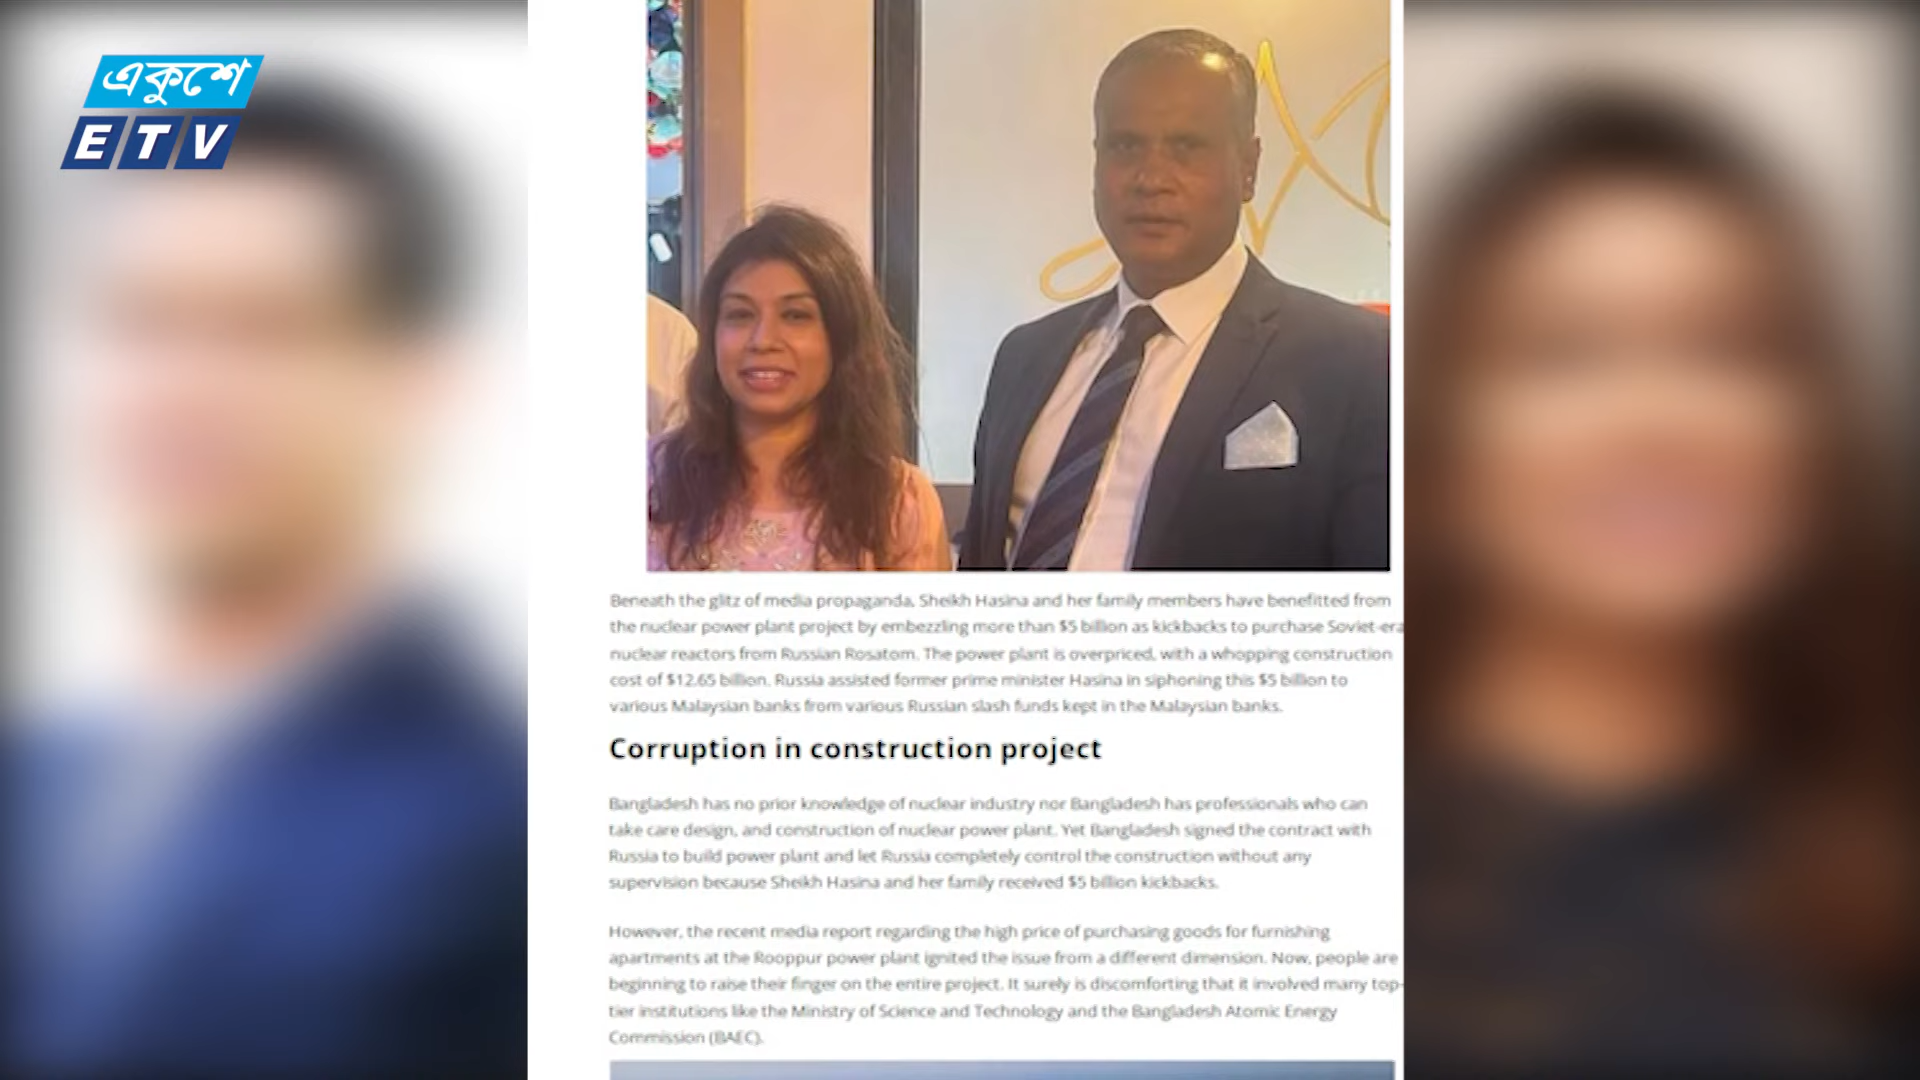 একুশে
ETV
Beneath the glitz of media propaganda, Sheikh Hasina and her family members have benefitted from
the nuclear power plant project by embezzling more than $5 billion as kickbacks to purchase Soviet-era
nuclear reactors from Russian Rosatom. The power plant is overpriced, with a whopping construction
cost of $12.65 billion. Russia assisted former prime minister Hasina in siphoning this $5 billion to
various Malaysian banks from various Russian slash funds kept in the Malaysian banks.
Corruption in construction project
Bangladesh has no prior knowledge of nuclear industry nor Bangladesh has professionals who can
take care design, and construction of nuclear power plant. Yet Bangladesh signed the contract with
Russia to build power plant and let Russia completely control the construction without any
supervision because Sheikh Hasina and her family received $5 billion kickbacks.
However, the recent media report regarding the high price of purchasing goods for furnishing
apartments at the Rooppur power plant ignited the issue from a different dimension. Now, people are
beginning to raise their finger on the entire project. It surely is discomforting that it involved many top-
tier institutions like the Ministry of Science and Technology and the Bangladesh Atomic Energy
Commission (BAEC).